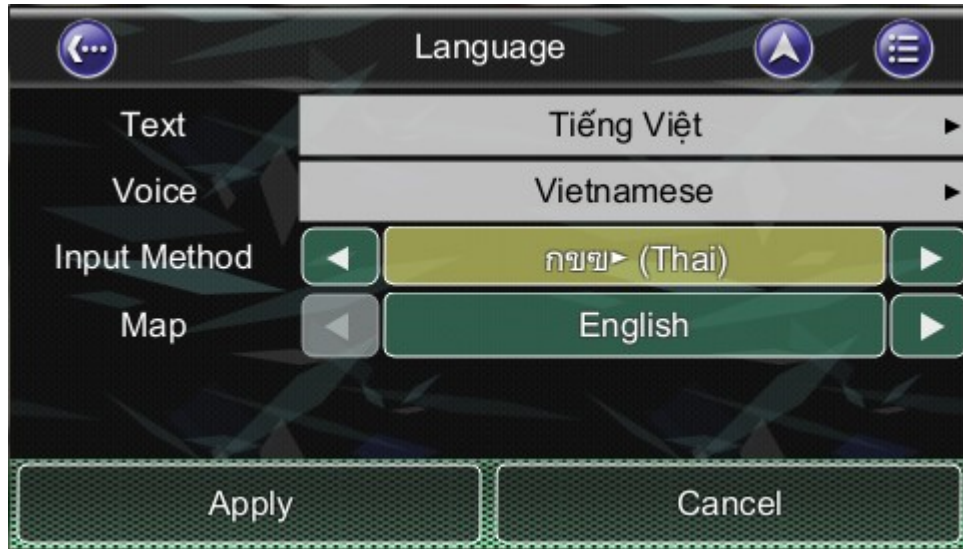 Language
Text Tiếng Việt
Voice Vietnamese
Input Method กขฃ► (Thai)
Map English
Apply Cancel